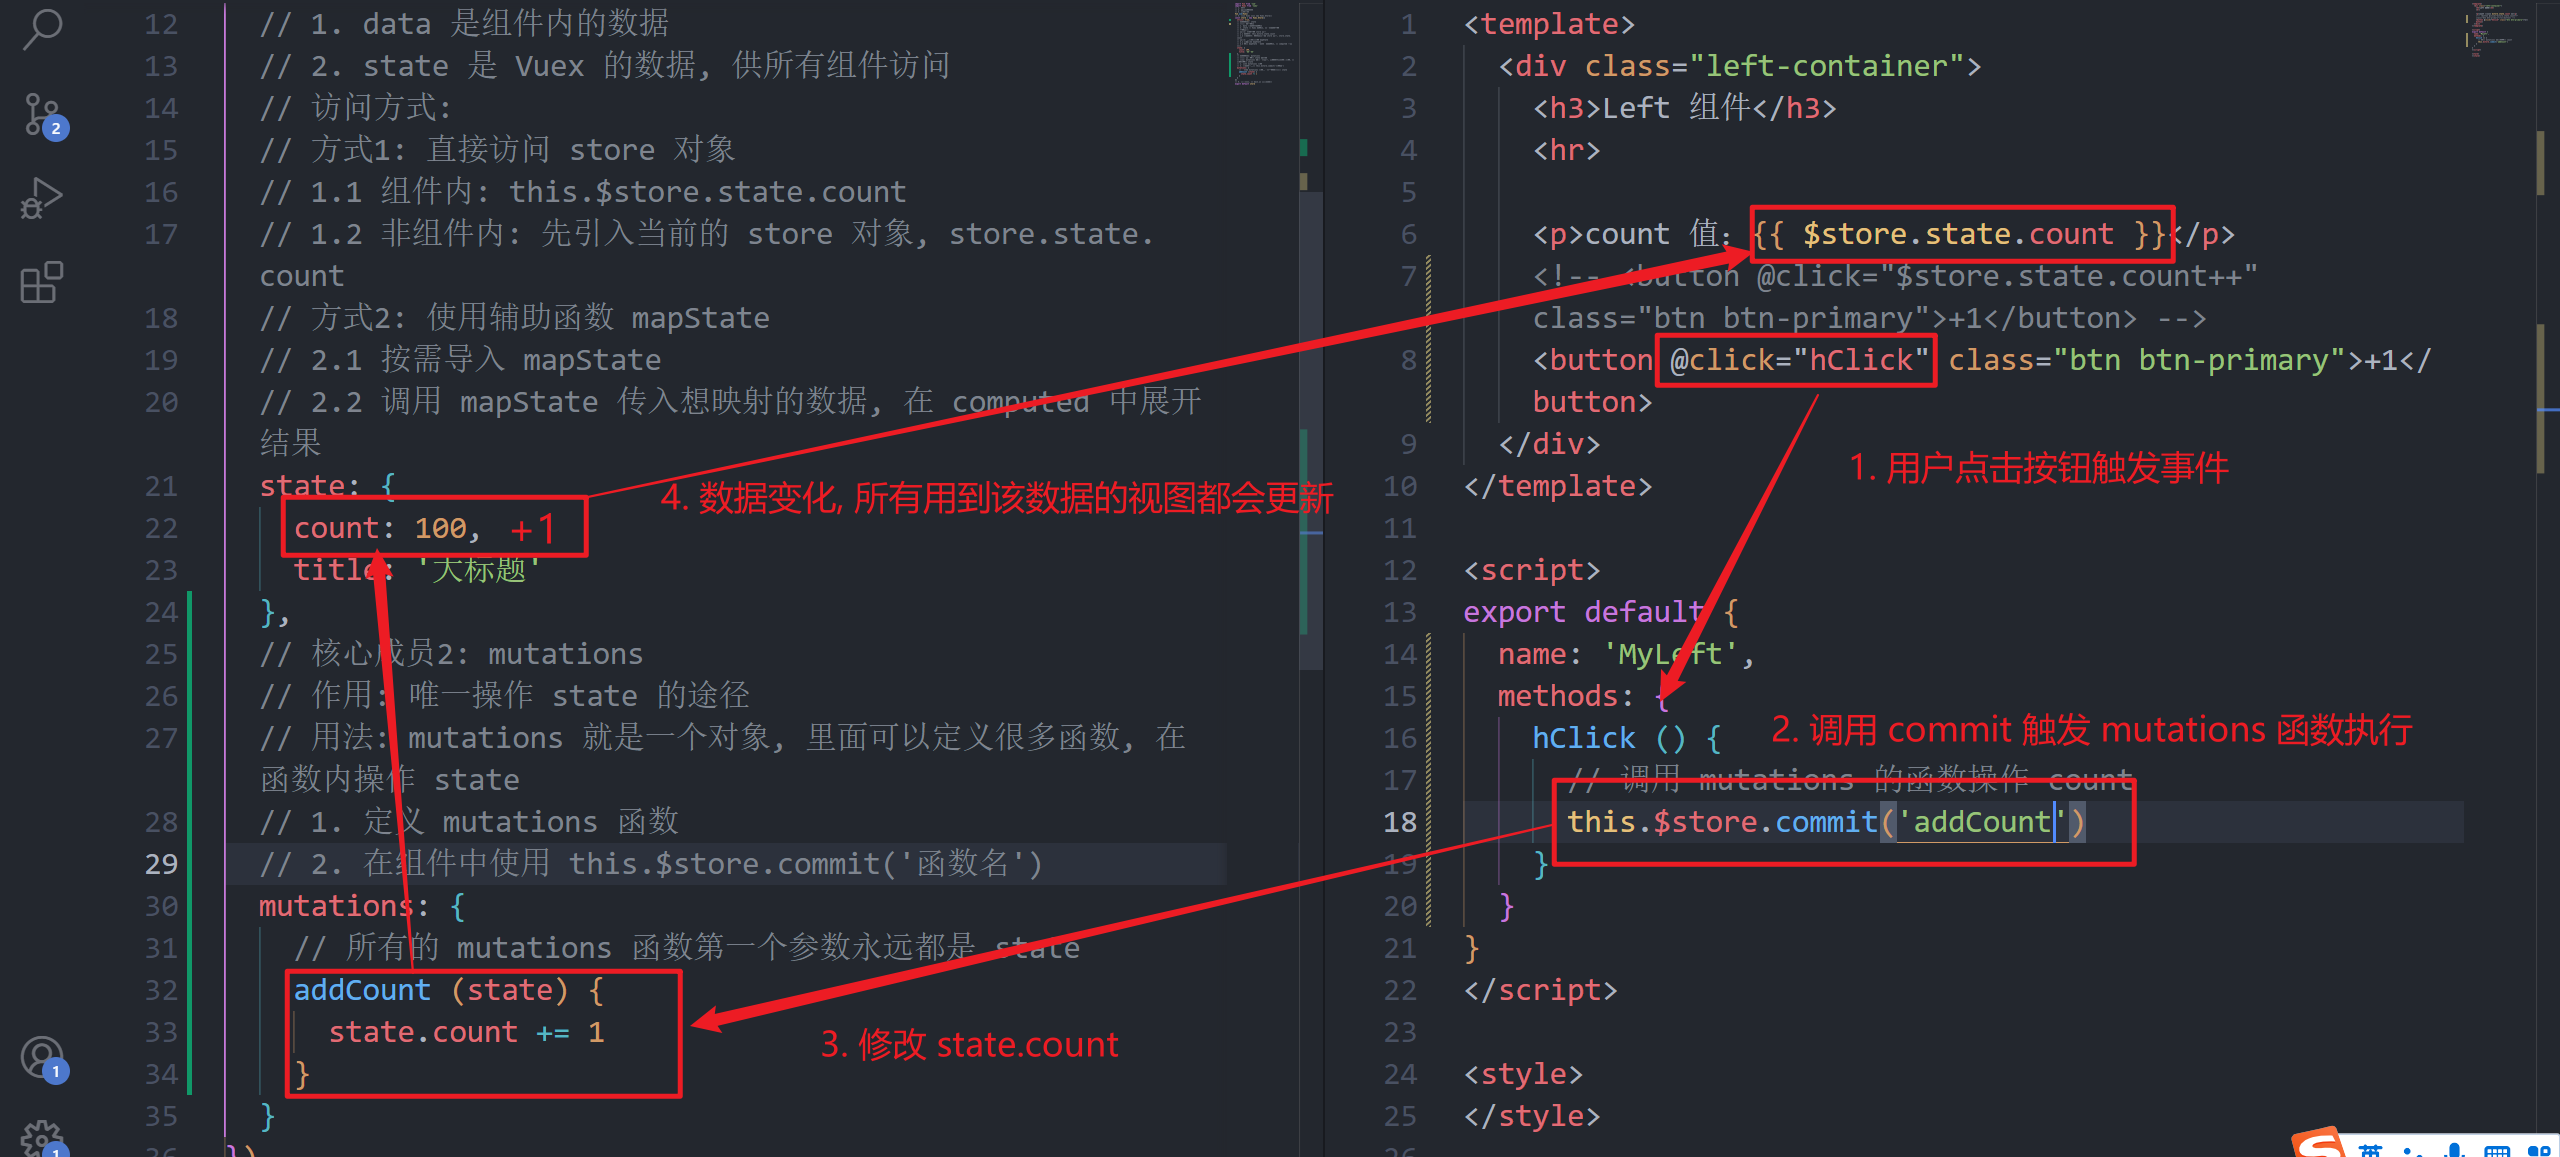 12 // 1. data 是组件内的数据
13 // 2. state 是 Vuex 的数据, 供所有组件访问
14 // 访问方式:
15 // 方式1: 直接访问 store 对象
16 // 1.1 组件内: this.$store.state.count
17 // 1.2 非组件内: 先引入当前的 store 对象, store.state.
count
18 // 方式2: 使用辅助函数 mapState
19 // 2.1 按需导入 mapState
20 // 2.2 调用 mapState 传入想映射的数据, 在 computed 中展开
结果
21 state: {
22 count: 100, +1
23 title: '大标题'
24 },
25 // 核心成员2: mutations
26 // 作用: 唯一操作 state 的途径
27 // 用法: mutations 就是一个对象, 里面可以定义很多函数, 在
函数内操作 state
28 // 1. 定义 mutations 函数
29 // 2. 在组件中使用 this.$store.commit('函数名')
30 mutations: {
31 // 所有的 mutations 函数第一个参数永远都是 state
32 addCount (state) {
33 state.count += 1
34 }
35 }
36 })
4. 数据变化, 所有用到该数据的视图都会更新
3. 修改 state.count
2
1
1
1 <template>
2 <div class="left-container">
3 <h3>Left 组件</h3>
4 <hr>
5
6 <p>count 值: {{ $store.state.count }}</p>
7 <!-- <button @click="$store.state.count++"
class="btn btn-primary">+1</button> -->
8 <button @click="hClick" class="btn btn-primary">+1</
button>
9 </div>
10 </template>
11
12 <script>
13 export default {
14 name: 'MyLeft',
15 methods: {
16 hClick () {
17 // 调用 mutations 的函数操作 count
18 this.$store.commit('addCount')
19 }
20 }
21 }
22 </script>
23
24 <style>
25 </style>
26
1. 用户点击按钮触发事件
2. 调用 commit 触发 mutations 函数执行
S 英